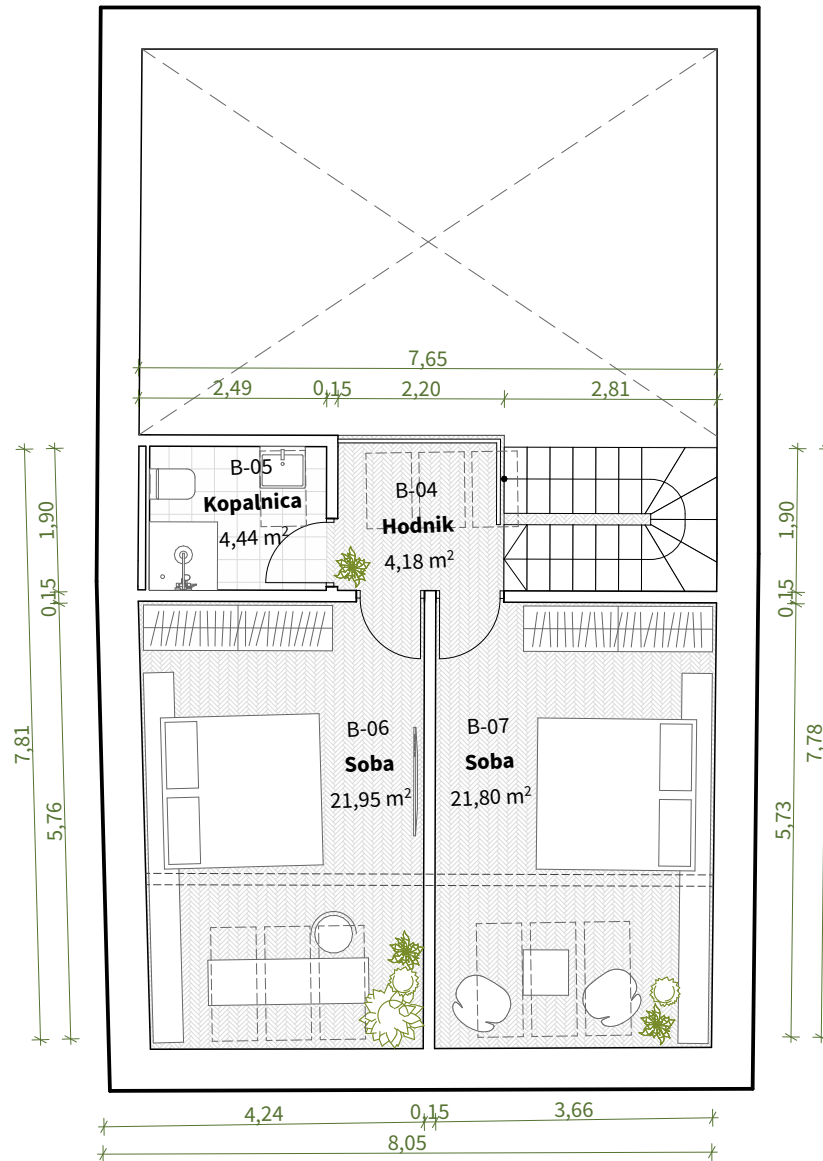 7,65
2,49
0,15
2,20
2,81
B-05
Kopalnica
4,44 m²
B-04
Hodnik
4,18 m²
1,90
0,15
7,81
5,76
1,90
0,15
7,78
5,73
B-06
Soba
21,95 m²
B-07
Soba
21,80 m²
4,24
0,15
3,66
8,05